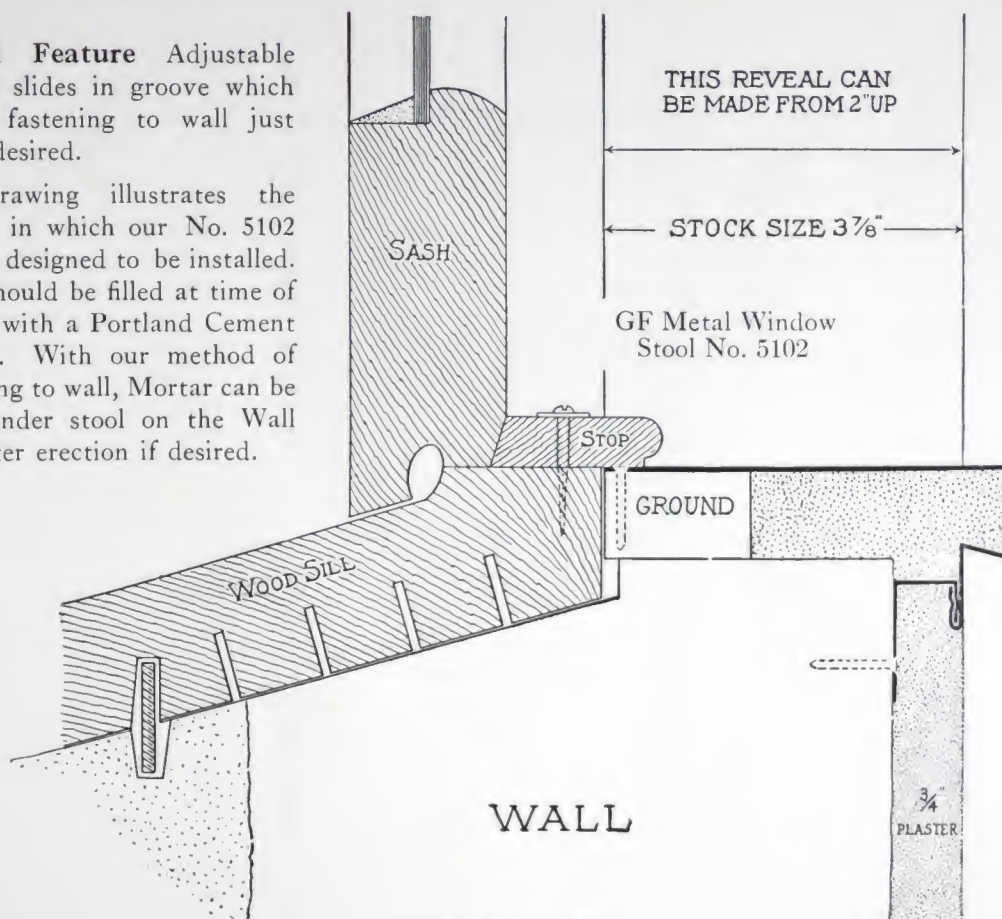 Feature Adjustable
slides in groove which
fastening to wall just
desired.
rawing illustrates the
in which our No. 5102
designed to be installed.
hould be filled at time of
with a Portland Cement
. With our method of
ng to wall, Mortar can be
nder stool on the Wall
ter erection if desired.
THIS REVEAL CAN
BE MADE FROM 2" UP
STOCK SIZE 3 7/8"
SASH
GF Metal Window
Stool No. 5102
STOP
GROUND
WOOD SILL
WALL
3/4"
PLASTER